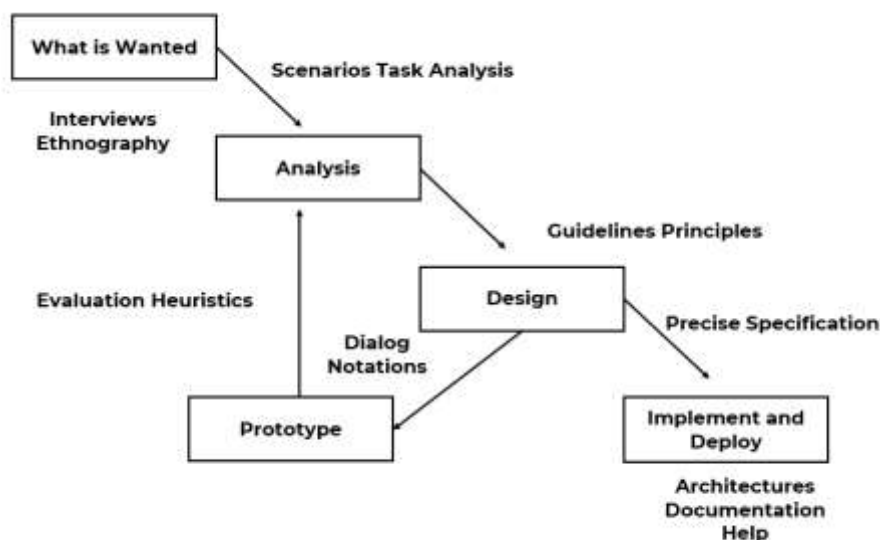 What is Wanted
Scenarios Task Analysis
Interviews
Ethnography
Analysis
Guidelines Principles
Evaluation Heuristics
Design
Precise Specification
Dialog
Notations
Prototype
Implement and
Deploy
Architectures
Documentation
Help